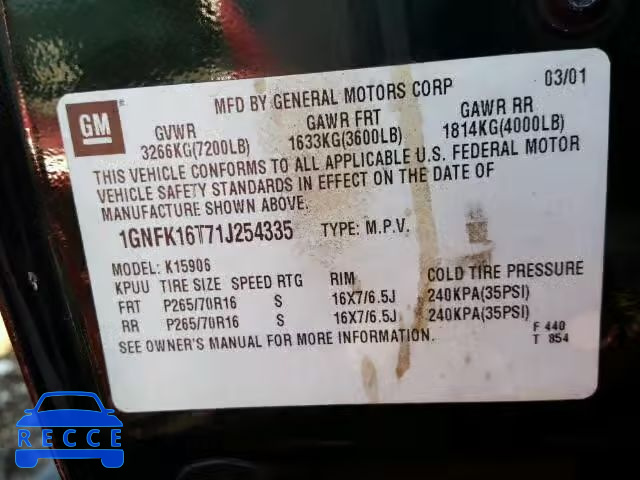 GM
MFD BY GENERAL MOTORS CORP 03/01
GVWR GAWR FRT GAWR RR
3266KG(7200LB) 1633KG(3600LB) 1814KG(4000LB)
THIS VEHICLE CONFORMS TO ALL APPLICABLE U.S. FEDERAL MOTOR
VEHICLE SAFETY STANDARDS IN EFFECT ON THE DATE OF
MANUFACTURE SHOWN ABOVE.
1GNFK16T71J254335 TYPE: M.P.V.
MODEL: K15906
KPUU TIRE SIZE SPEED RTG RIM COLD TIRE PRESSURE
FRT P265/70R16 S 16X7/6.5J 240KPA(35PSI)
RR P265/70R16 S 16X7/6.5J 240KPA(35PSI)
SEE OWNER'S MANUAL FOR MORE INFORMATION.
F 440
T 854
RECCE